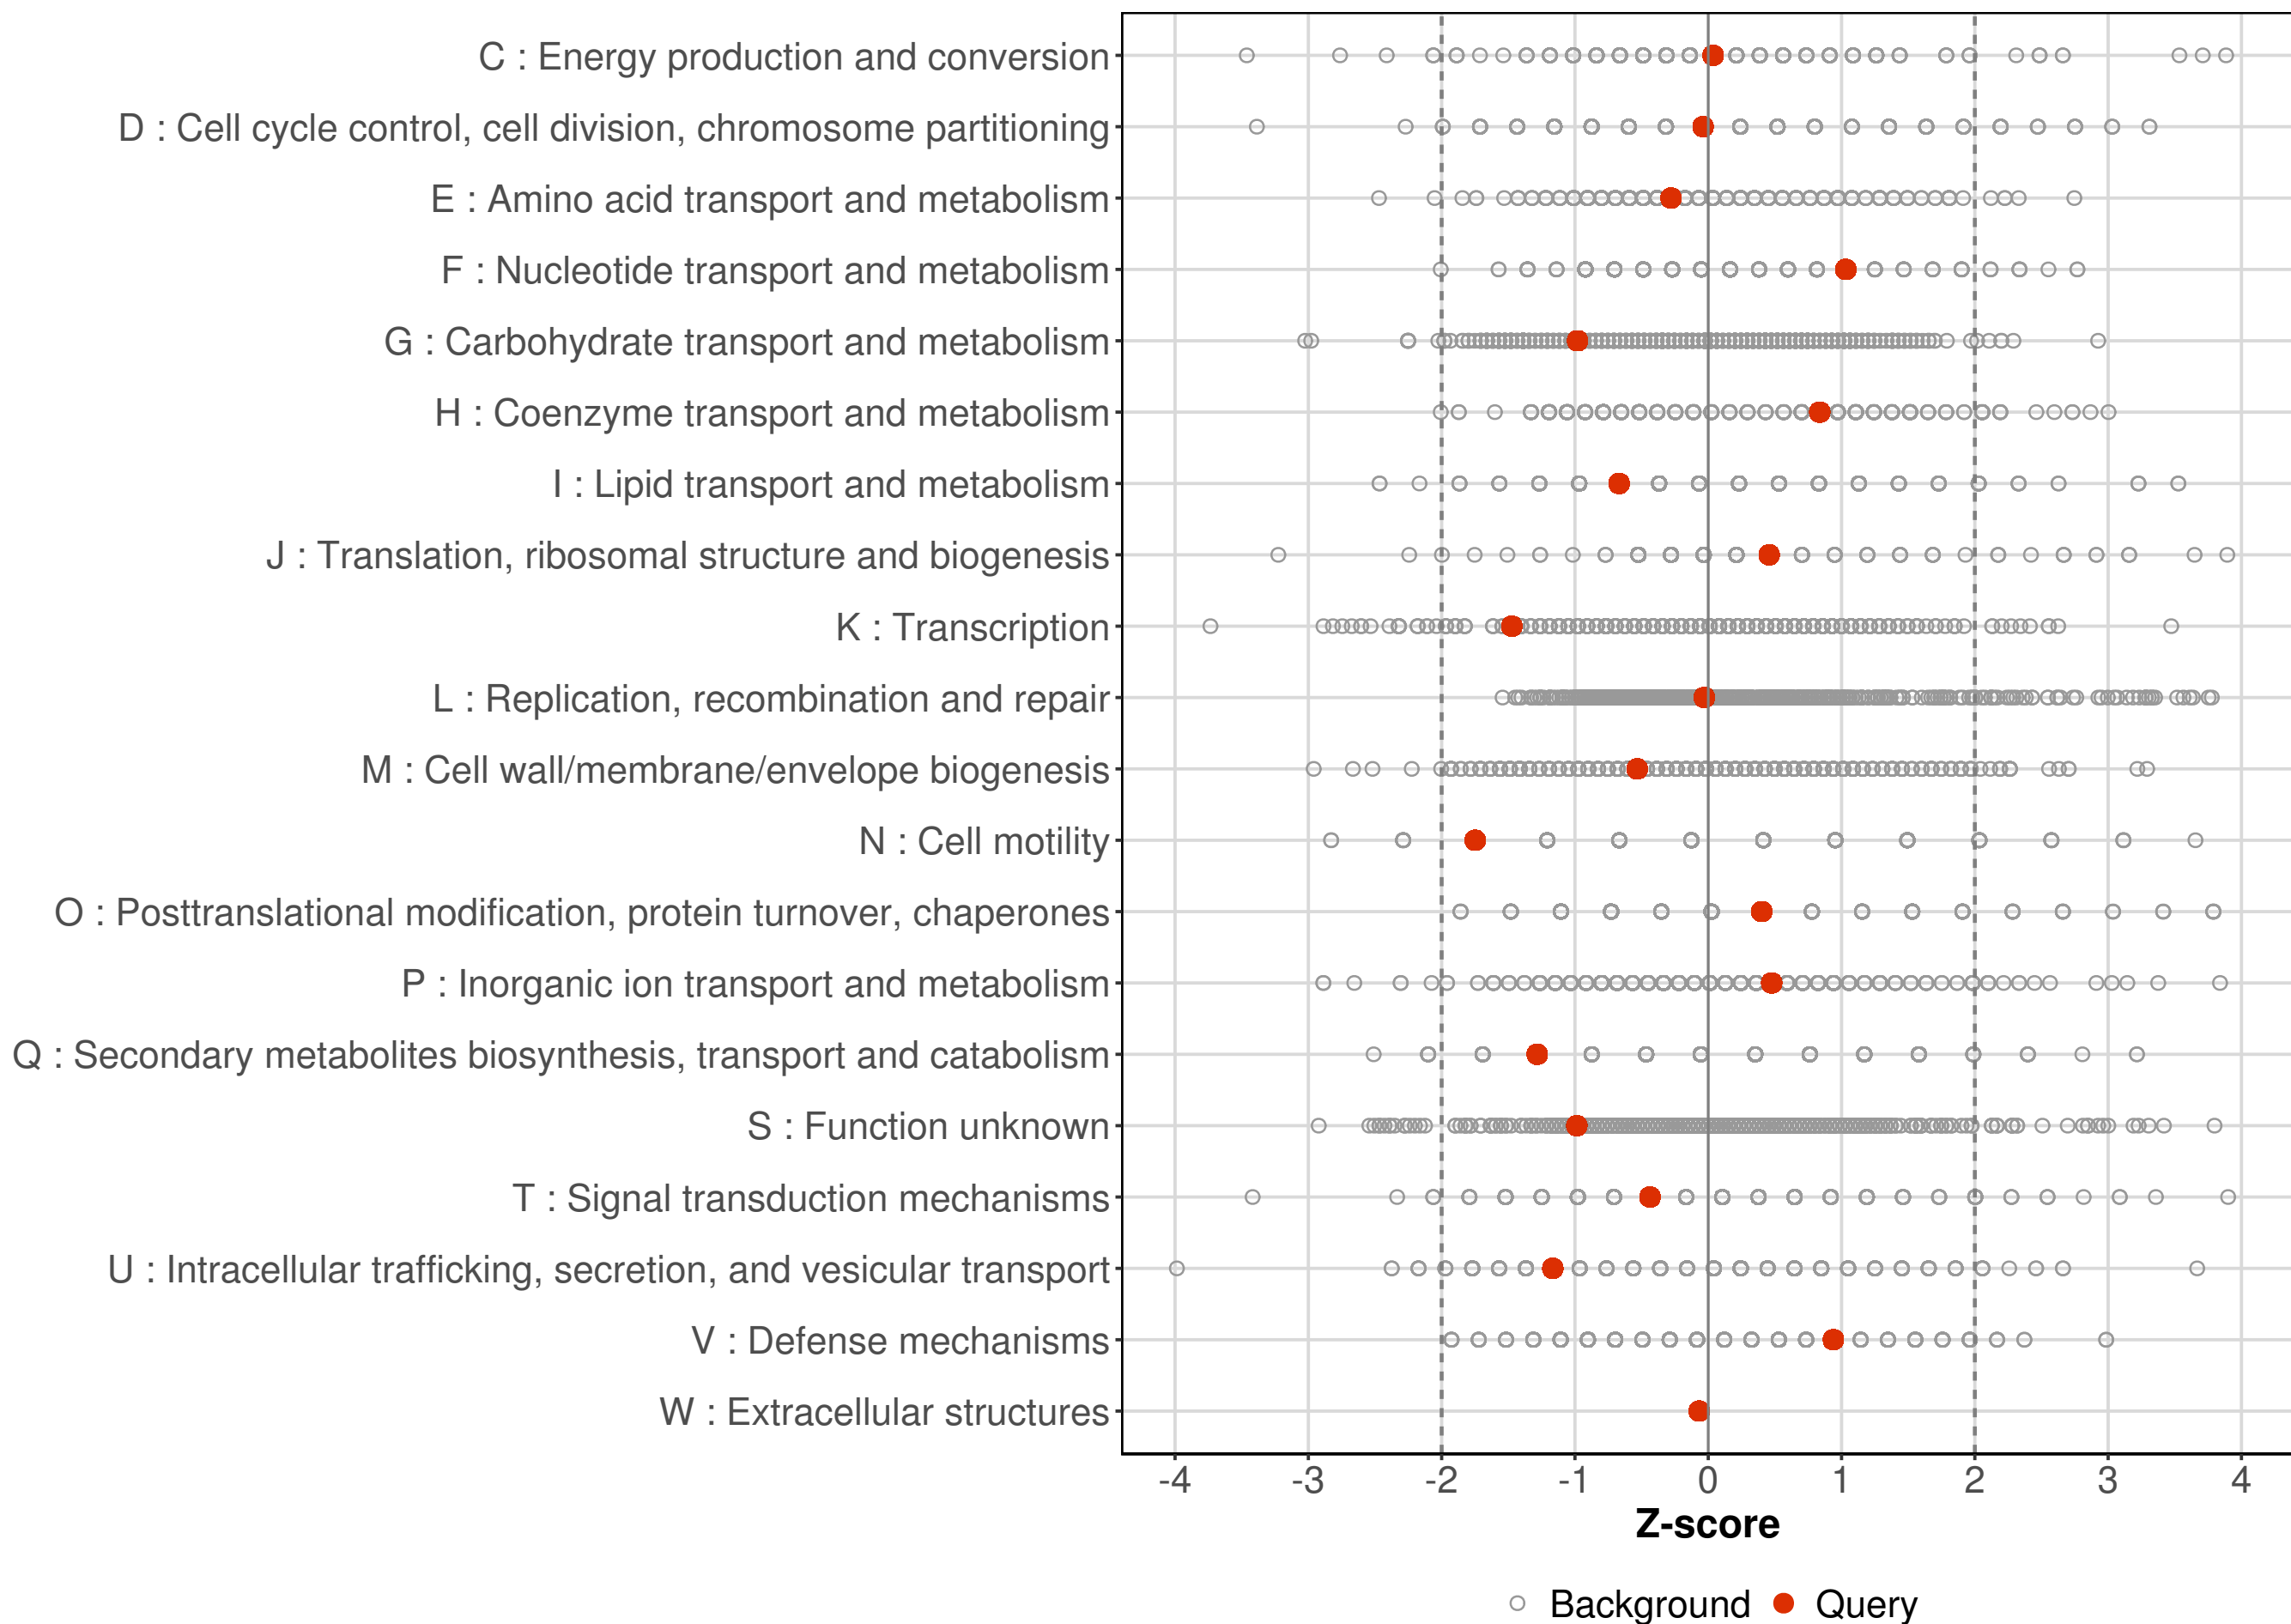 C : Energy production and conversion
D : Cell cycle control, cell division, chromosome partitioning
E : Amino acid transport and metabolism
F : Nucleotide transport and metabolism
G : Carbohydrate transport and metabolism
H : Coenzyme transport and metabolism
I : Lipid transport and metabolism
J : Translation, ribosomal structure and biogenesis
K : Transcription
L : Replication, recombination and repair
M : Cell wall/membrane/envelope biogenesis
N : Cell motility
O : Posttranslational modification, protein turnover, chaperones
P : Inorganic ion transport and metabolism
Q : Secondary metabolites biosynthesis, transport and catabolism
S : Function unknown
T : Signal transduction mechanisms
U : Intracellular trafficking, secretion, and vesicular transport
V : Defense mechanisms
W : Extracellular structures
-4 -3 -2 -1 0 1 2 3 4
Z-score
Background Query